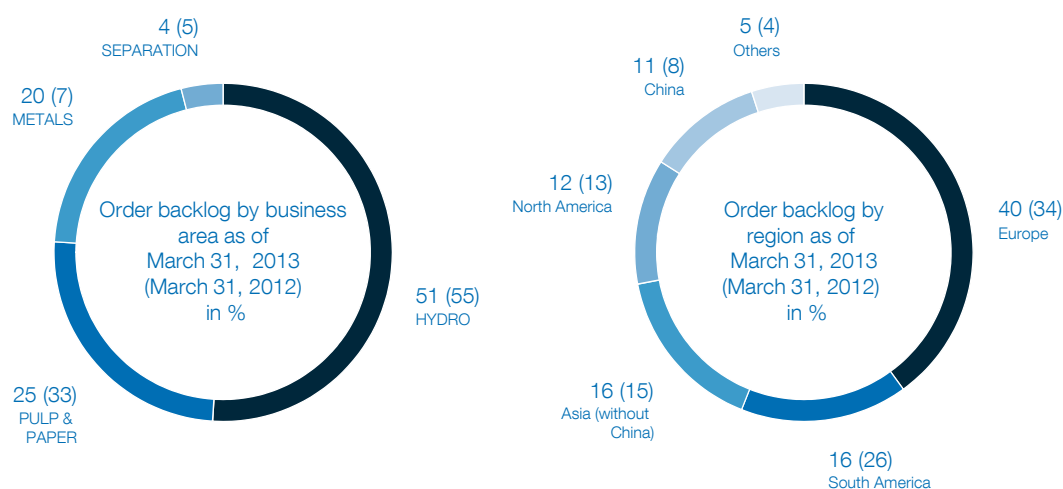 4 (5)
SEPARATION
20 (7)
METALS
Order backlog by business
area as of
March 31, 2013
(March 31, 2012)
in %
51 (55)
HYDRO
25 (33)
PULP &
PAPER
5 (4)
Others
11 (8)
China
12 (13)
North America
Order backlog by
region as of
March 31, 2013
(March 31, 2012)
in %
40 (34)
Europe
16 (15)
Asia (without
China)
16 (26)
South America